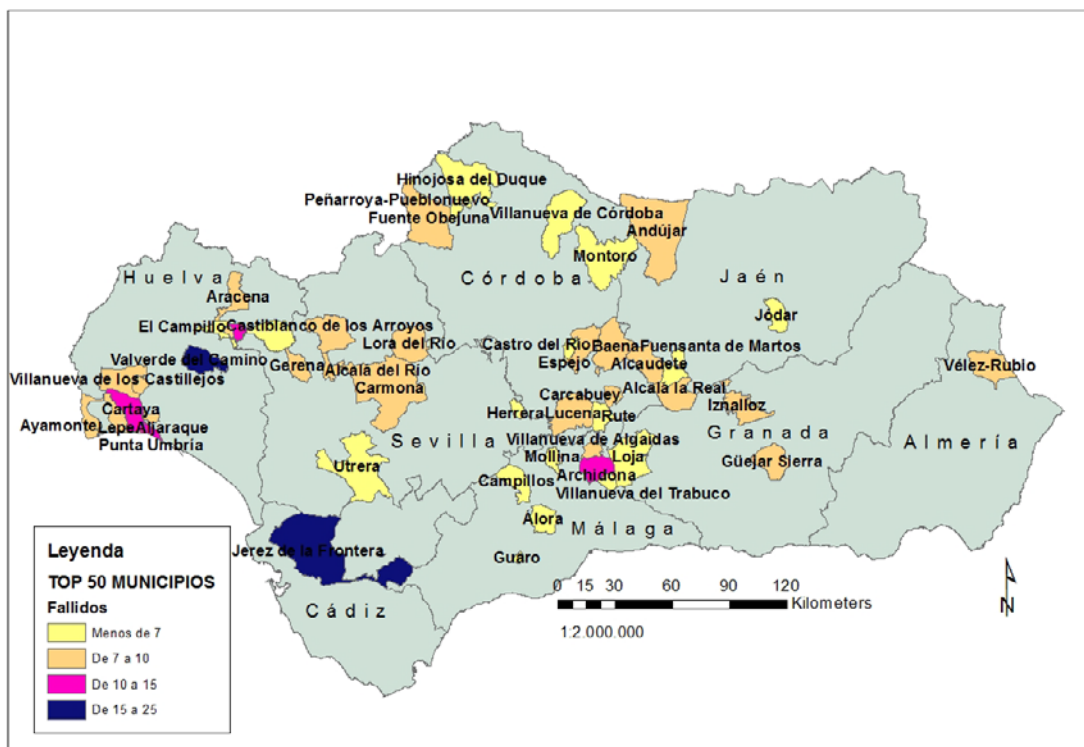 Hinojosa del Duque
Peñarroya-Pueblonuevo
Fuente Obejuna
Villanueva de Córdoba
Andújar
Montoro
Huelva
Córdoba
Jaén
Aracena
El Campillo
Castiblanco de los Arroyos
Jódar
Lora del Río
Castro del Río
Baena
Fuensanta de Martos
Valverde del Camino
Gerena
Espejo
Alcaudete
Vélez-Rubio
Alcalá del Río
Villanueva de los Castillejos
Carmona
Carcabuey
Alcalá la Real
Iznalloz
Cartaya
Herrera
Lucena
Rute
Ayamonte
Lepe
Aljaraque
Granada
Punta Umbría
Sevilla
Villanueva de Algaidas
Almería
Utrera
Mollina
Loja
Güejar Sierra
Campillos
Archidona
Villanueva del Trabuco
Álora
Málaga
Jerez de la Frontera
Guaro
Cádiz
Leyenda
TOP 50 MUNICIPIOS
Fallidos
Menos de 7
De 7 a 10
De 10 a 15
De 15 a 25
0 15 30 60 90 120
Kilometers
1:2.000.000
N